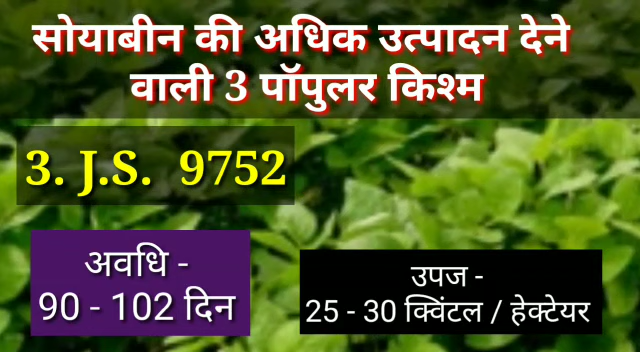 सोयाबीन की अधिक उत्पादन देने
वाली 3 पॉपुलर किश्म
3. J.S. 9752
अवधि -
90 - 102 दिन
उपज -
25 - 30 क्विंटल / हेक्टेयर